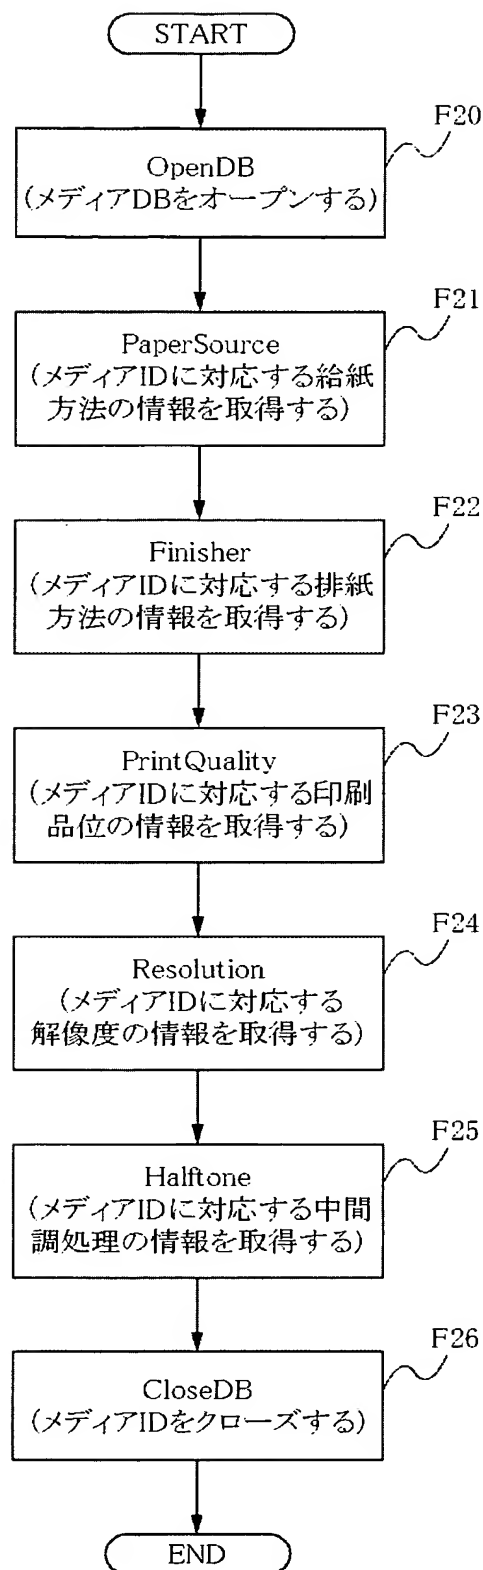 START
F20
OpenDB
(メディアDBをオープンする)
F21
PaperSource
(メディアIDに対応する給紙
方法の情報を取得する)
F22
Finisher
(メディアIDに対応する排紙
方法の情報を取得する)
F23
PrintQuality
(メディアIDに対応する印刷
品位の情報を取得する)
F24
Resolution
(メディアIDに対応する
解像度の情報を取得する)
F25
Halftone
(メディアIDに対応する中間
調処理の情報を取得する)
F26
CloseDB
(メディアIDをクローズする)
END